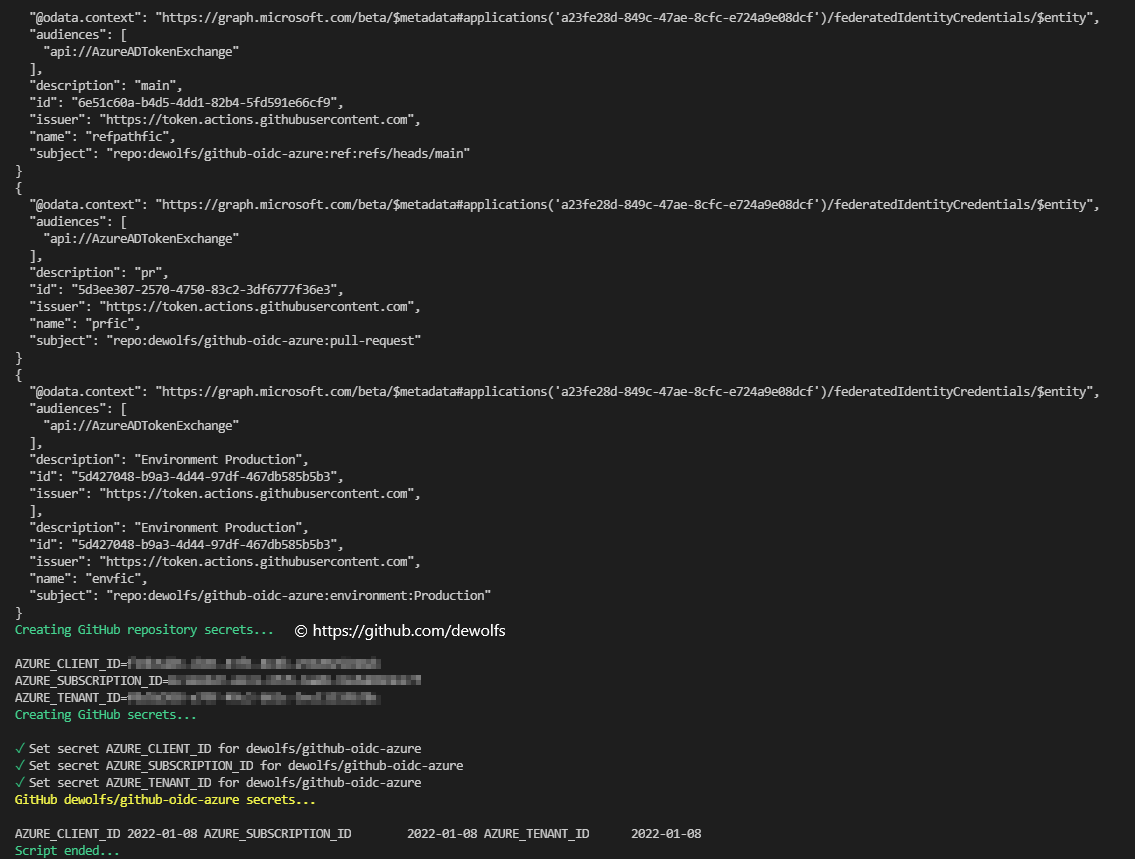 "@odata.context": "https://graph.microsoft.com/beta/$metadata#applications('a23fe28d-849c-47ae-8cfc-e724a9e08dcf')/federatedIdentityCredentials/$entity",
"audiences": [
"api://AzureADTokenExchange"
],
"description": "main",
"id": "6e51c60a-b4d5-4dd1-82b4-5fd591e66cf9",
"issuer": "https://token.actions.githubusercontent.com",
"name": "refpathfic",
"subject": "repo:dewolfs/github-oidc-azure:ref:refs/heads/main"
}
{
"@odata.context": "https://graph.microsoft.com/beta/$metadata#applications('a23fe28d-849c-47ae-8cfc-e724a9e08dcf')/federatedIdentityCredentials/$entity",
"audiences": [
"api://AzureADTokenExchange"
],
"description": "pr",
"id": "5d3ee307-2570-4750-83c2-3df6777f36e3",
"issuer": "https://token.actions.githubusercontent.com",
"name": "prfic",
"subject": "repo:dewolfs/github-oidc-azure:pull-request"
}
{
"@odata.context": "https://graph.microsoft.com/beta/$metadata#applications('a23fe28d-849c-47ae-8cfc-e724a9e08dcf')/federatedIdentityCredentials/$entity",
"audiences": [
"api://AzureADTokenExchange"
],
"description": "Environment Production",
"id": "5d427048-b9a3-4d44-97df-467db585b5b3",
"issuer": "https://token.actions.githubusercontent.com",
],
"description": "Environment Production",
"id": "5d427048-b9a3-4d44-97df-467db585b5b3",
"issuer": "https://token.actions.githubusercontent.com",
"name": "envfic",
"subject": "repo:dewolfs/github-oidc-azure:environment:Production"
}
Creating GitHub repository secrets... © https://github.com/dewolfs
AZURE_CLIENT_ID=
AZURE_SUBSCRIPTION_ID=
AZURE_TENANT_ID=
Creating GitHub secrets...
✓ Set secret AZURE_CLIENT_ID for dewolfs/github-oidc-azure
✓ Set secret AZURE_SUBSCRIPTION_ID for dewolfs/github-oidc-azure
✓ Set secret AZURE_TENANT_ID for dewolfs/github-oidc-azure
GitHub dewolfs/github-oidc-azure secrets...
AZURE_CLIENT_ID 2022-01-08 AZURE_SUBSCRIPTION_ID 2022-01-08 AZURE_TENANT_ID 2022-01-08
Script ended...